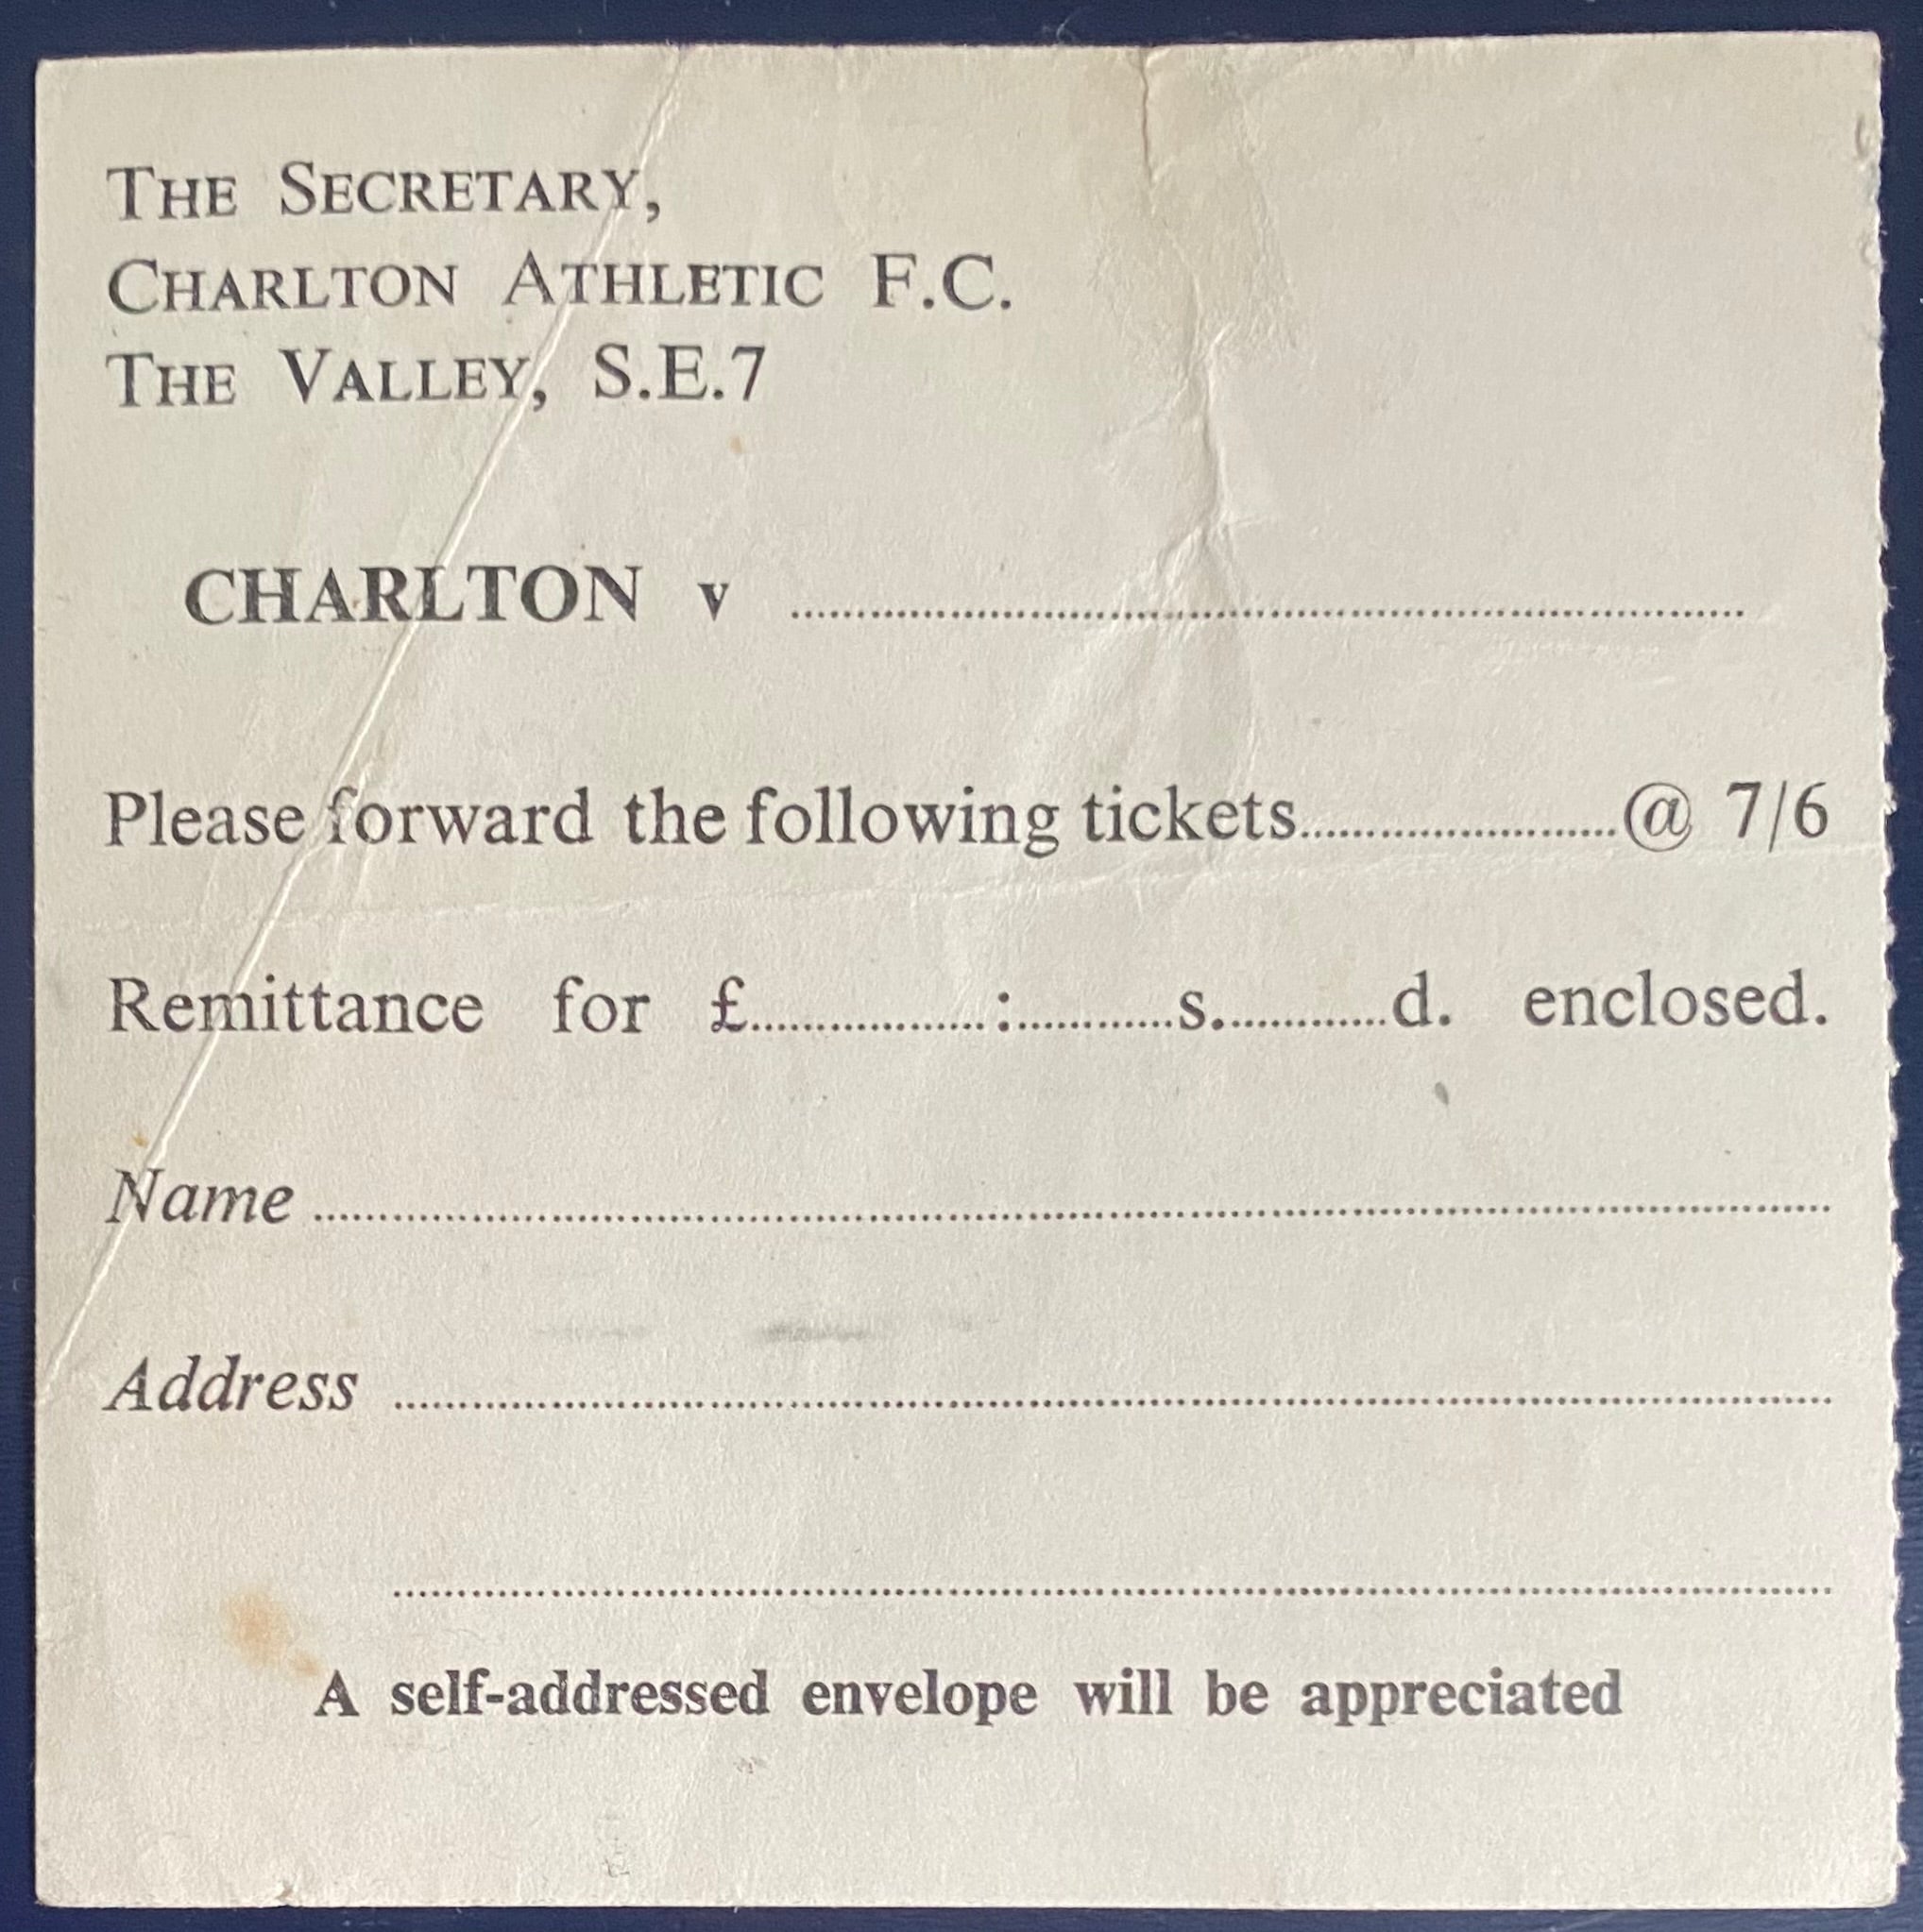 THE SECRETARY,
CHARLTON ATHLETIC F.C.
THE VALLEY, S.E.7
CHARLTON v ................................
Please forward the following tickets................@ 7/6
Remittance for £............:.........s..........d. enclosed.
Name ................................
Address ................................
................................
A self-addressed envelope will be appreciated